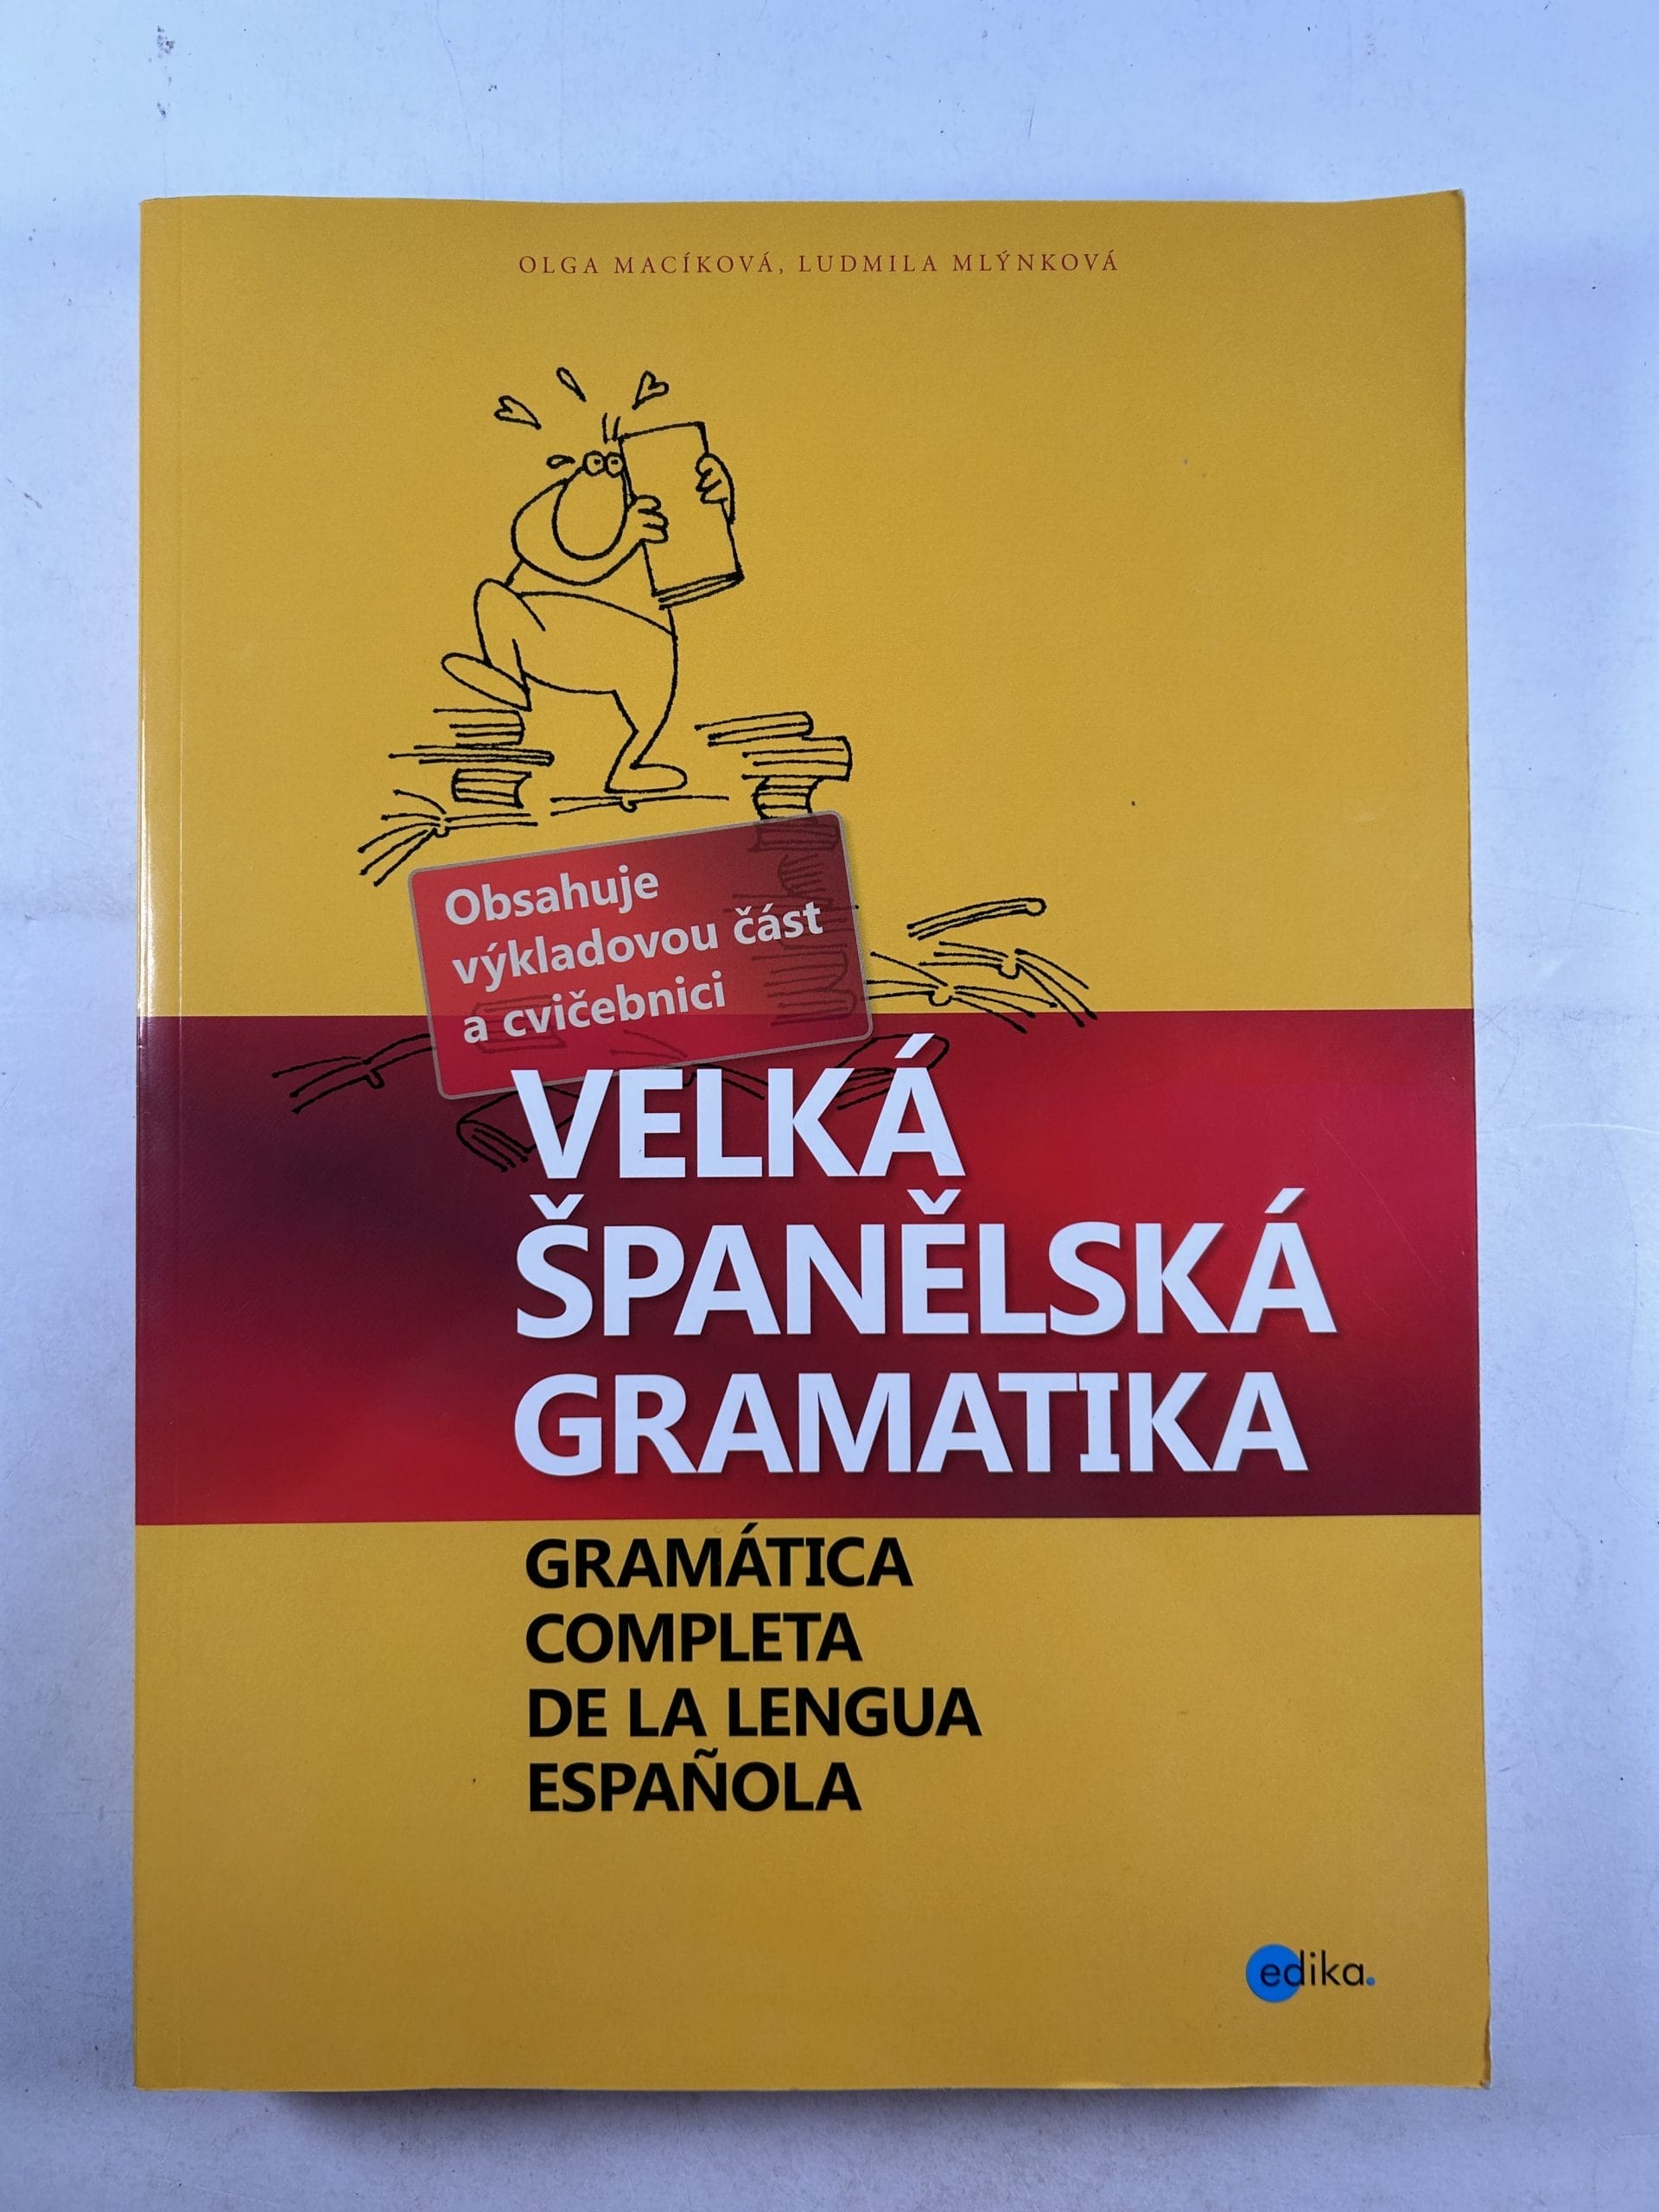 OLGA MACÍKOVÁ, LUDMILA MLÝNKOVÁ
Obsahuje
výkladovou část
a cvičebnici
VELKÁ
ŠPANĚLSKÁ
GRAMATIKA
GRAMÁTICA
COMPLETA
DE LA LENGUA
ESPAÑOLA
edika.